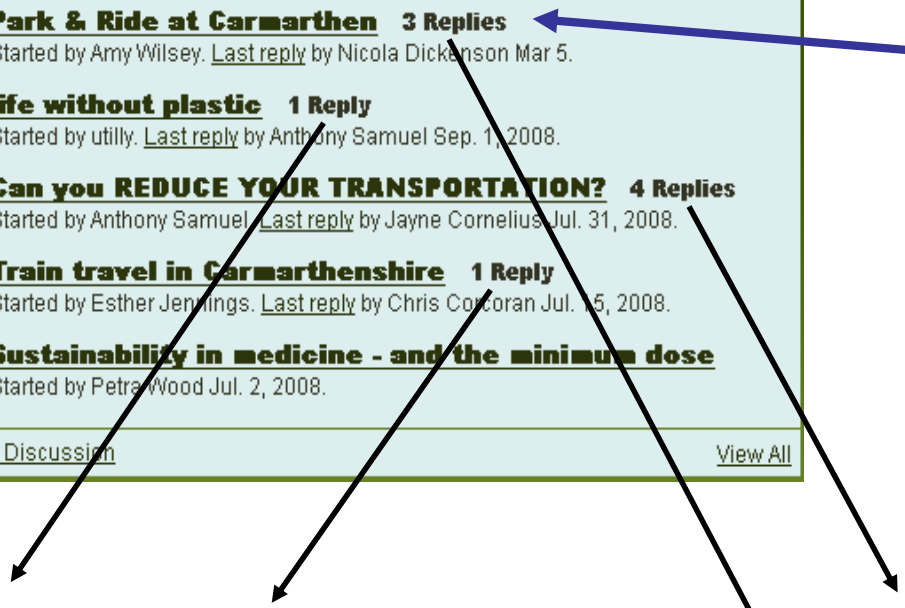 Park & Ride at Carmarthen 3 Replies
Started by Amy Wilsey. Last reply by Nicola Dickenson Mar 5.
ife without plastic 1 Reply
Started by utilly. Last reply by Anthony Samuel Sep. 1, 2008.
Can you REDUCE YOUR TRANSPORTATION? 4 Replies
Started by Anthony Samuel. Last reply by Jayne Cornelius Jul. 31, 2008.
Train travel in Carmarthenshire 1 Reply
Started by Esther Jennings. Last reply by Chris Corcoran Jul. 15, 2008.
Sustainability in medicine - and the minimum dose
Started by Petra Wood Jul. 2, 2008.
Discussion View All